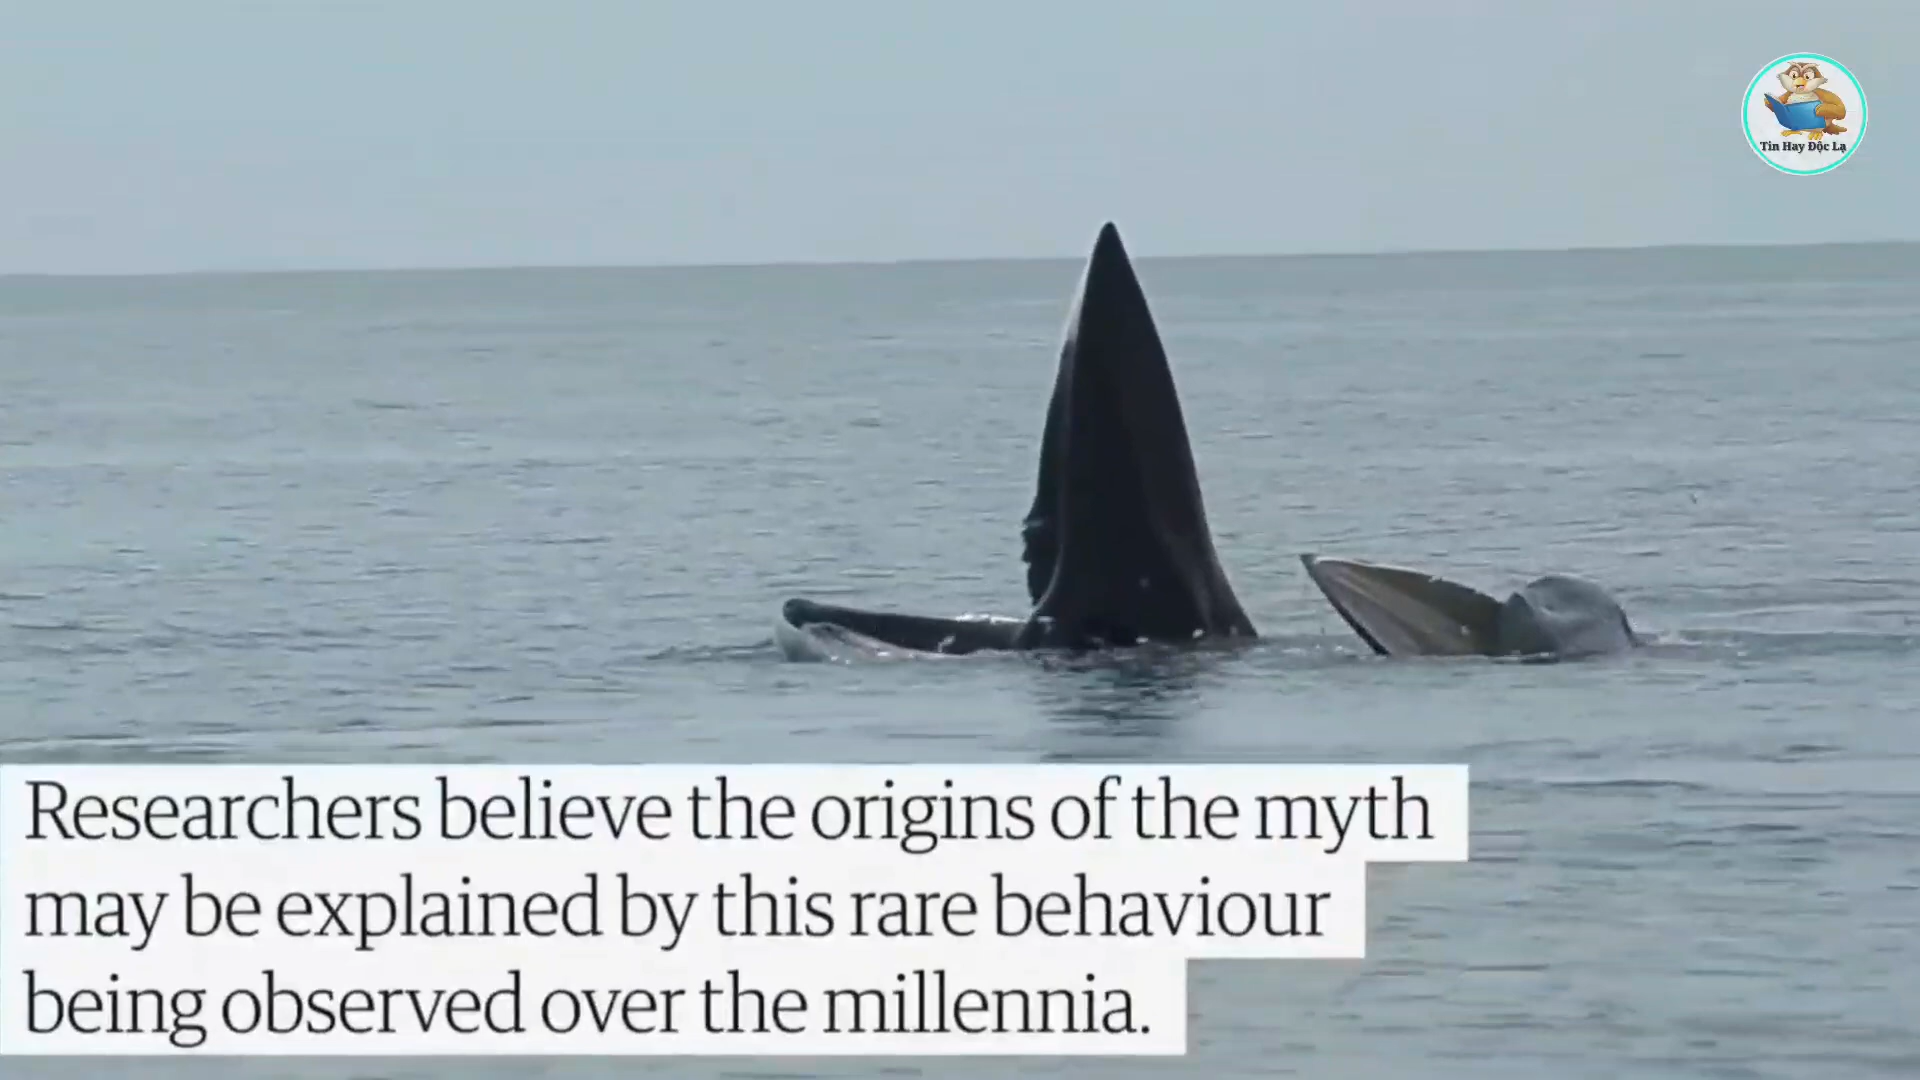 Tin Hay Độc Lạ
Researchers believe the origins of the myth
may be explained by this rare behaviour
being observed over the millennia.